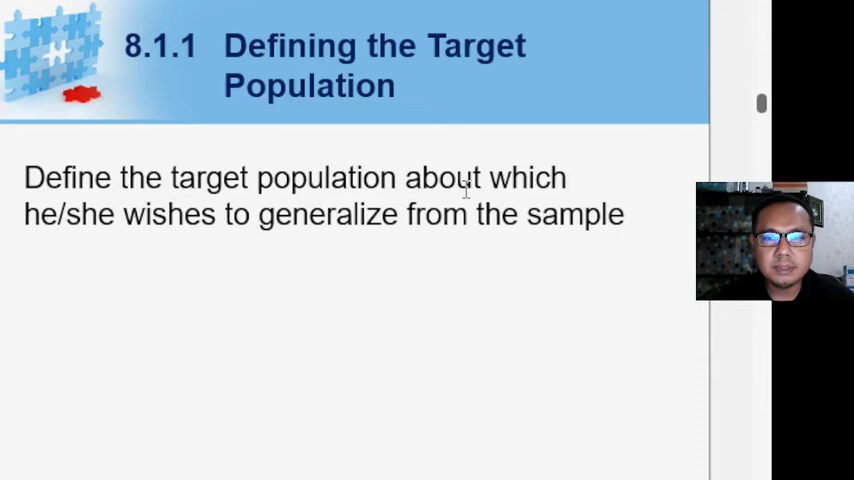 8.1.1 Defining the Target
Population
Define the target population about which
he/she wishes to generalize from the sample